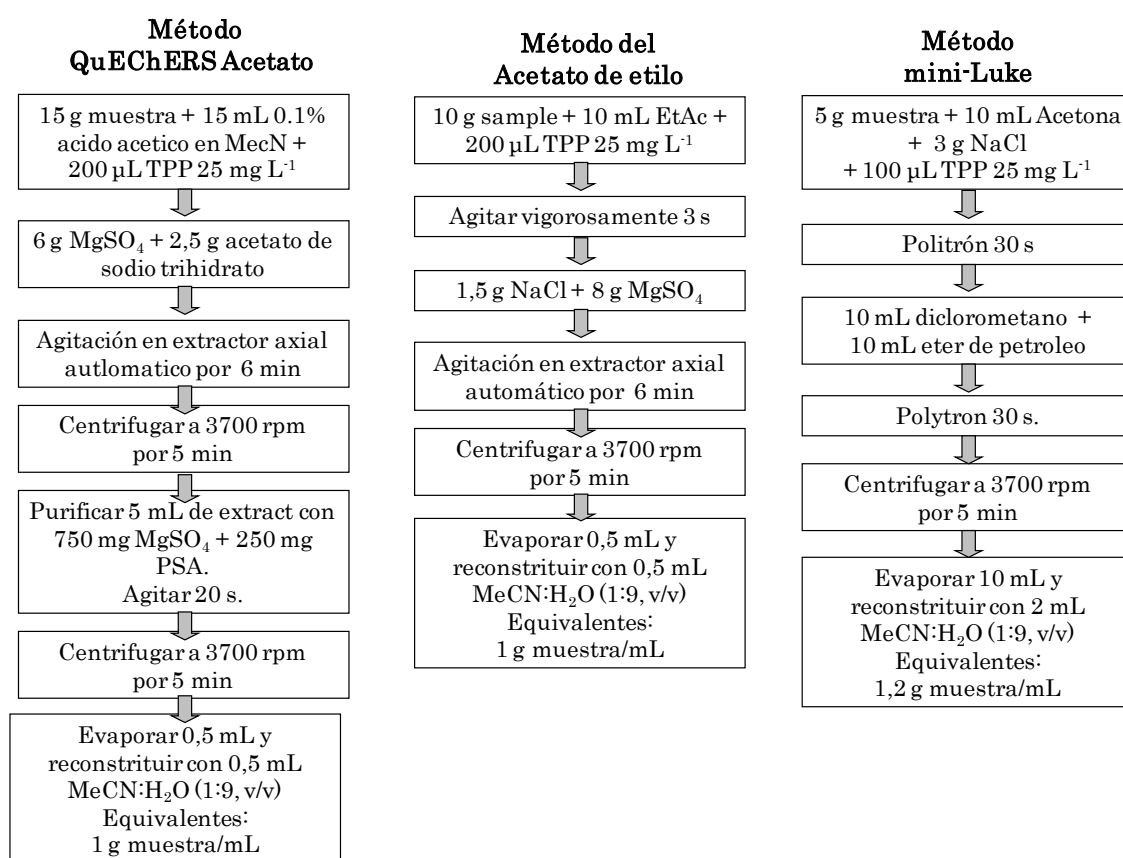 Método
QuEChERS Acetato
15 g muestra + 15 mL 0.1%
acido acetico en MecN +
200 µL TPP 25 mg L⁻¹
6 g MgSO₄ + 2,5 g acetato de
sodio trihidrato
Agitación en extractor axial
autlomatico por 6 min
Centrifugar a 3700 rpm
por 5 min
Purificar 5 mL de extract con
750 mg MgSO₄ + 250 mg
PSA.
Agitar 20 s.
Centrifugar a 3700 rpm
por 5 min
Evaporar 0,5 mL y
reconstrituir con 0,5 mL
MeCN:H₂O (1:9, v/v)
Equivalentes:
1 g muestra/mL
Método del
Acetato de etilo
10 g sample + 10 mL EtAc +
200 µL TPP 25 mg L⁻¹
Agitar vigorosamente 3 s
1,5 g NaCl + 8 g MgSO₄
Agitación en extractor axial
automático por 6 min
Centrifugar a 3700 rpm
por 5 min
Evaporar 0,5 mL y
reconstrituir con 0,5 mL
MeCN:H₂O (1:9, v/v)
Equivalentes:
1 g muestra/mL
Método
mini-Luke
5 g muestra + 10 mL Acetona
+ 3 g NaCl
+ 100 µL TPP 25 mg L⁻¹
Politrón 30 s
10 mL diclorometano +
10 mL eter de petroleo
Polytron 30 s.
Centrifugar a 3700 rpm
por 5 min
Evaporar 10 mL y
reconstrituir con 2 mL
MeCN:H₂O (1:9, v/v)
Equivalentes:
1,2 g muestra/mL